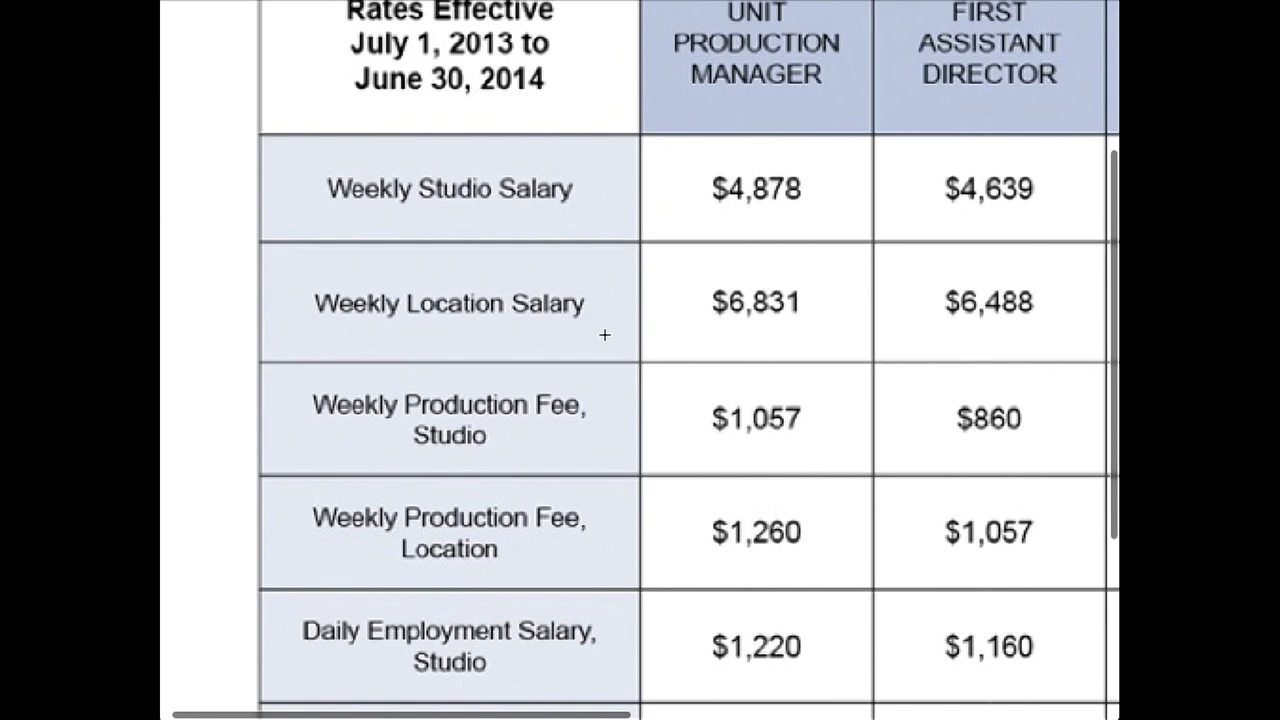 Rates Effective
July 1, 2013 to
June 30, 2014
UNIT
PRODUCTION
MANAGER
FIRST
ASSISTANT
DIRECTOR
Weekly Studio Salary
$4,878
$4,639
Weekly Location Salary
$6,831
$6,488
Weekly Production Fee,
Studio
$1,057
$860
Weekly Production Fee,
Location
$1,260
$1,057
Daily Employment Salary,
Studio
$1,220
$1,160